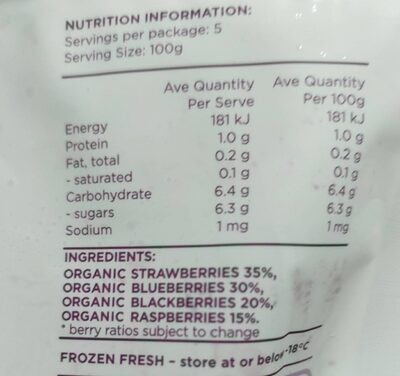 NUTRITION INFORMATION:
Servings per package: 5
Serving Size: 100g
Ave Quantity Per Serve Ave Quantity Per 100g
Energy 181 kJ 181 kJ
Protein 1.0 g 1.0 g
Fat, total 0.2 g 0.2 g
- saturated 0.1 g 0.1 g
Carbohydrate 6.4 g 6.4 g
- sugars 6.3 g 6.3 g
Sodium 1 mg 1 mg
INGREDIENTS:
ORGANIC STRAWBERRIES 35%,
ORGANIC BLUEBERRIES 30%,
ORGANIC BLACKBERRIES 20%,
ORGANIC RASPBERRIES 15%.
* berry ratios subject to change
FROZEN FRESH – store at or below -18°C